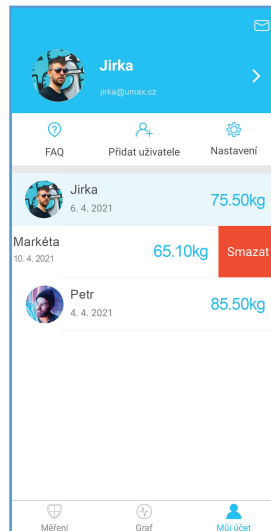 Jirka
jirka@umax.cz
FAQ
Přidat uživatele
Nastavení
Jirka
6. 4. 2021
75.50kg
Markéta
10. 4. 2021
65.10kg
Smazat
Petr
4. 4. 2021
85.50kg
Měření
Graf
Můj účet